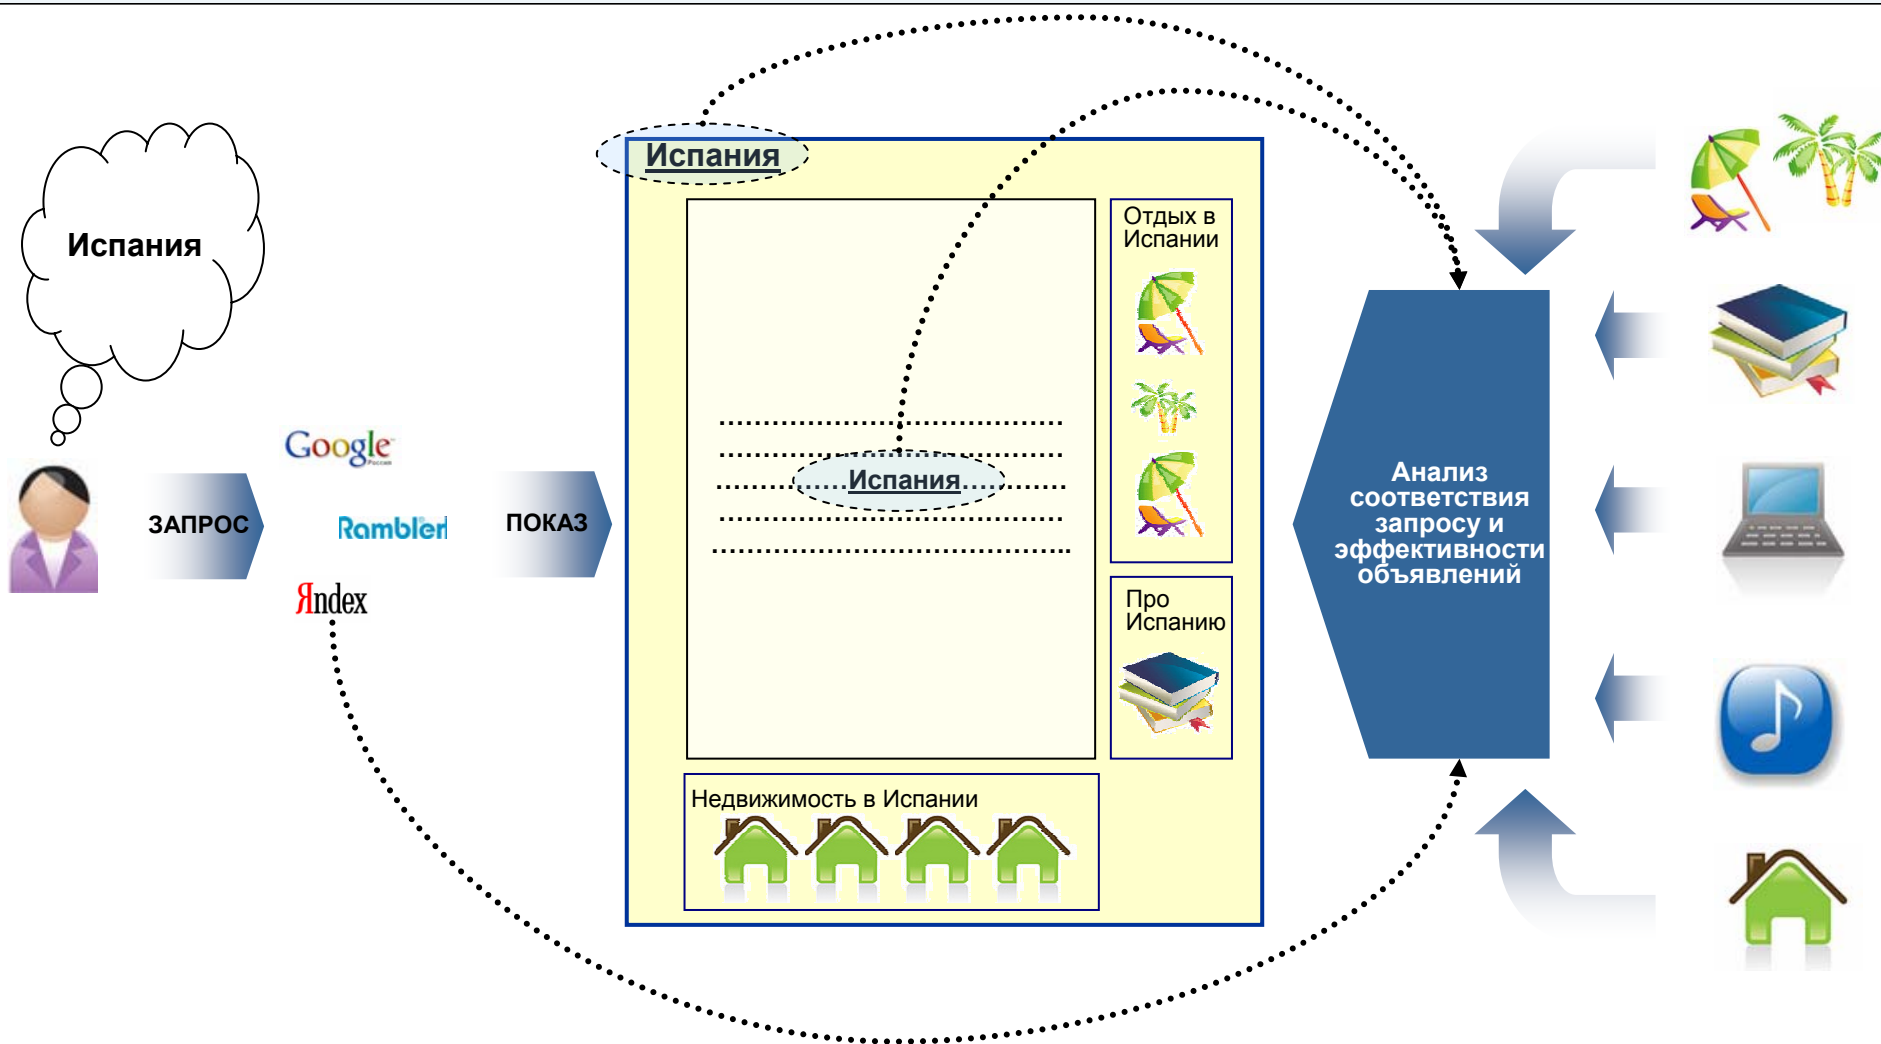 Испания
ЗАПРОС
Google
Россия
Rambler
Яndex
ПОКАЗ
Испания
Испания
Отдых в
Испании
Про
Испанию
Недвижимость в Испании
Анализ
соответствия
запросу и
эффективности
объявлений